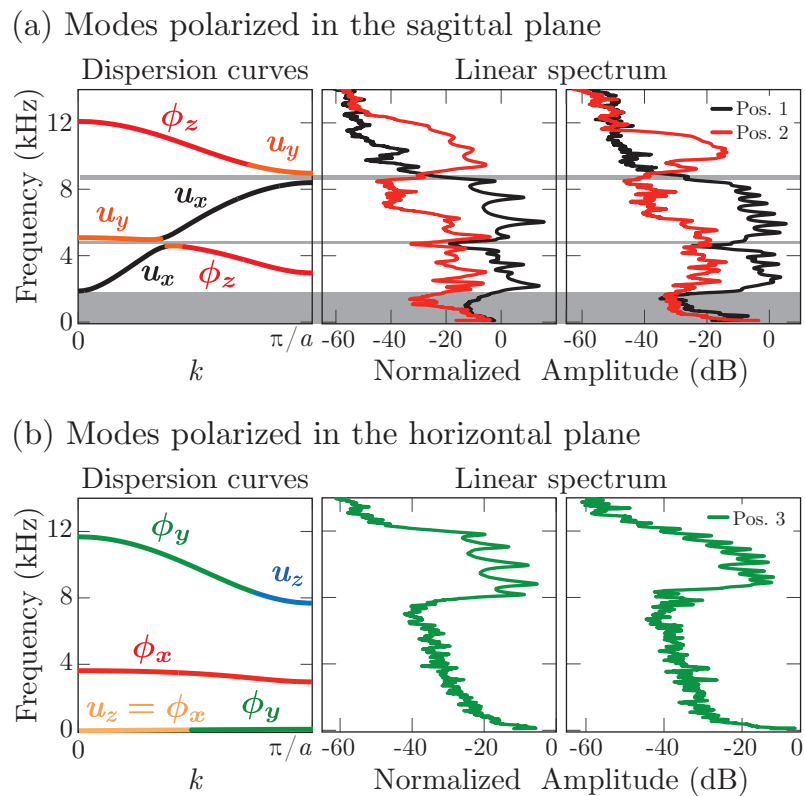 (a) Modes polarized in the sagittal plane
Dispersion curves
Linear spectrum
Frequency (kHz)
12
8
4
0
ϕz
uy
ux
uy
ux
ϕz
0
π/a
k
Pos. 1
Pos. 2
-60 -40 -20 0
-60 -40 -20 0
Normalized Amplitude (dB)
(b) Modes polarized in the horizontal plane
Dispersion curves
Linear spectrum
Frequency (kHz)
12
8
4
0
ϕy
uz
ϕx
uz = ϕx
ϕy
0
π/a
k
Pos. 3
-60 -40 -20 0
-60 -40 -20 0
Normalized Amplitude (dB)